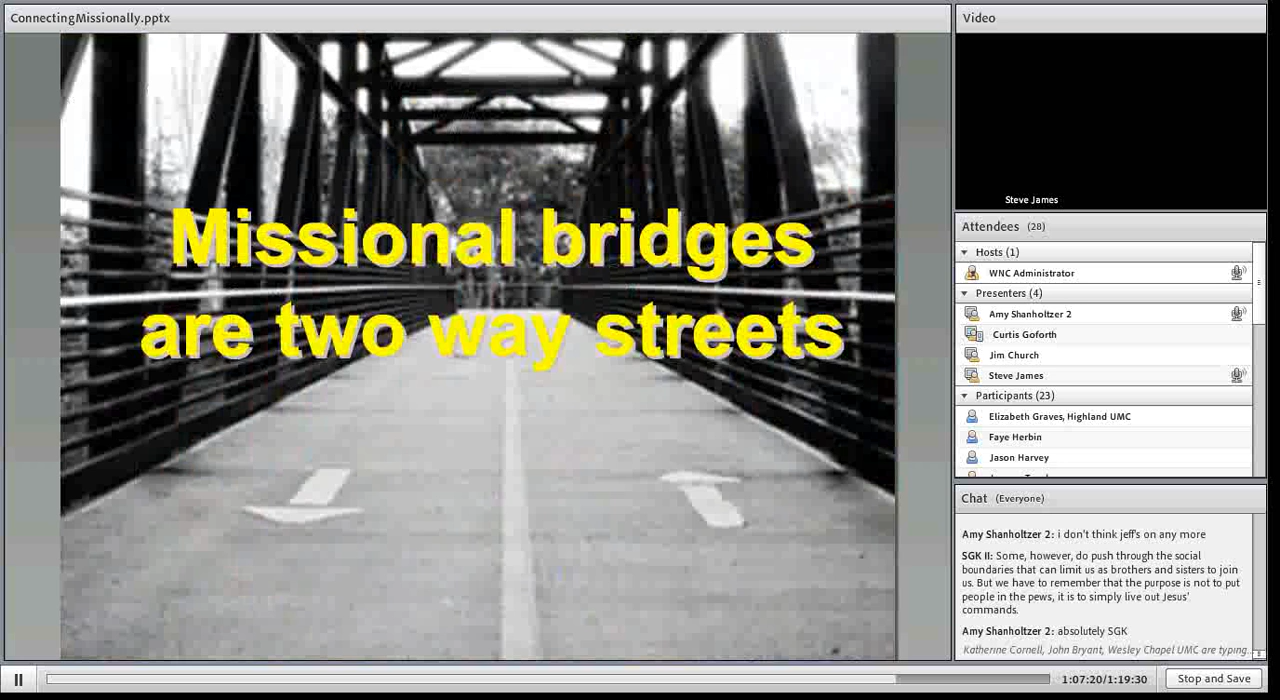 ConnectingMissionally.pptx
Missional bridges
are two way streets
Video
Steve James
Attendees (28)
Hosts (1)
WNC Administrator
Presenters (4)
Amy Shanholtzer 2
Curtis Goforth
Jim Church
Steve James
Participants (23)
Elizabeth Graves, Highland UMC
Faye Herbin
Jason Harvey
Chat (Everyone)
Amy Shanholtzer 2: i don't think jeff's on any more
SGK II: Some, however, do push through the social
boundaries that can limit us as brothers and sisters to join
us. But we have to remember that the purpose is not to put
people in the pews, it is to simply live out Jesus'
commands.
Amy Shanholtzer 2: absolutely SGK
Katherine Cornell, John Bryant, Wesley Chapel UMC are typing...
1:07:20/1:19:30
Stop and Save